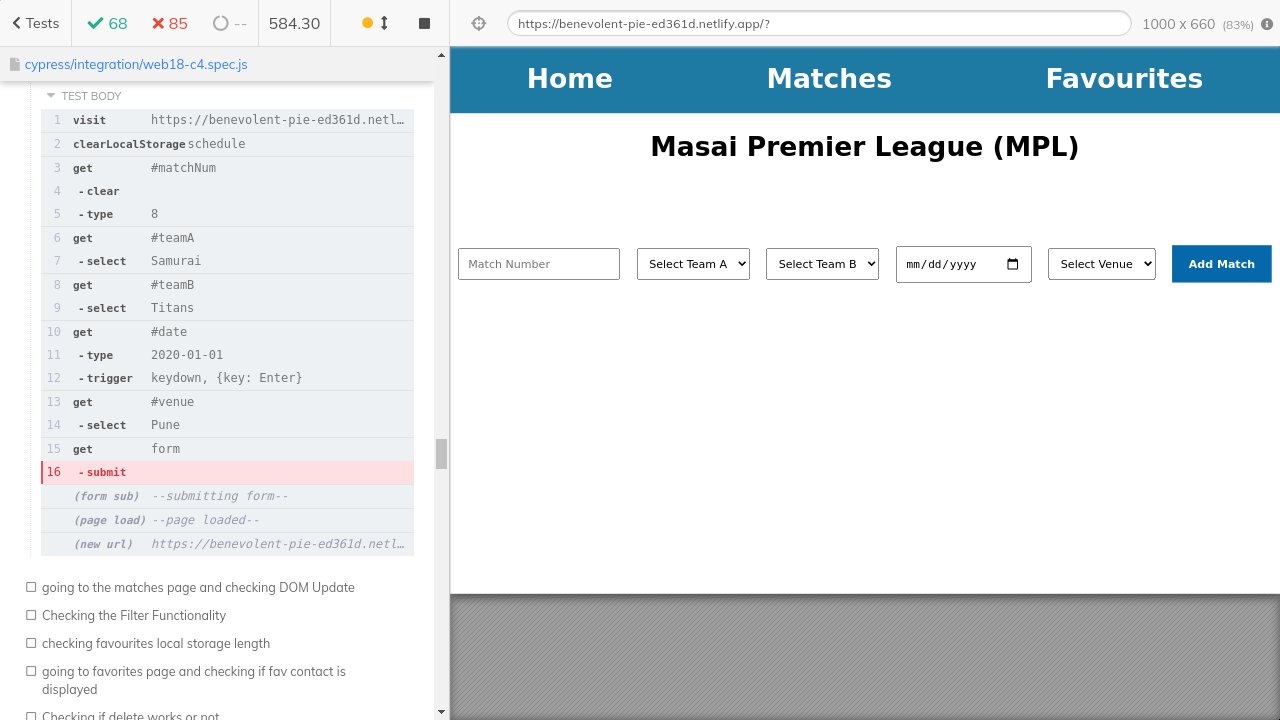 Tests
68
85
--
584.30
https://benevolent-pie-ed361d.netlify.app/?
1000 x 660 (83%)
cypress/integration/web18-c4.spec.js
TEST BODY
1 visit https://benevolent-pie-ed361d.netl…
2 clearLocalStorage schedule
3 get #matchNum
4 -clear
5 -type 8
6 get #teamA
7 -select Samurai
8 get #teamB
9 -select Titans
10 get #date
11 -type 2020-01-01
12 -trigger keydown, {key: Enter}
13 get #venue
14 -select Pune
15 get form
16 -submit
(form sub) --submitting form--
(page load) --page loaded--
(new url) https://benevolent-pie-ed361d.netl…
going to the matches page and checking DOM Update
Checking the Filter Functionality
checking favourites local storage length
going to favorites page and checking if fav contact is
displayed
Checking if delete works or not
Home Matches Favourites
Masai Premier League (MPL)
Match Number
Select Team A
Select Team B
mm/dd/yyyy
Select Venue
Add Match